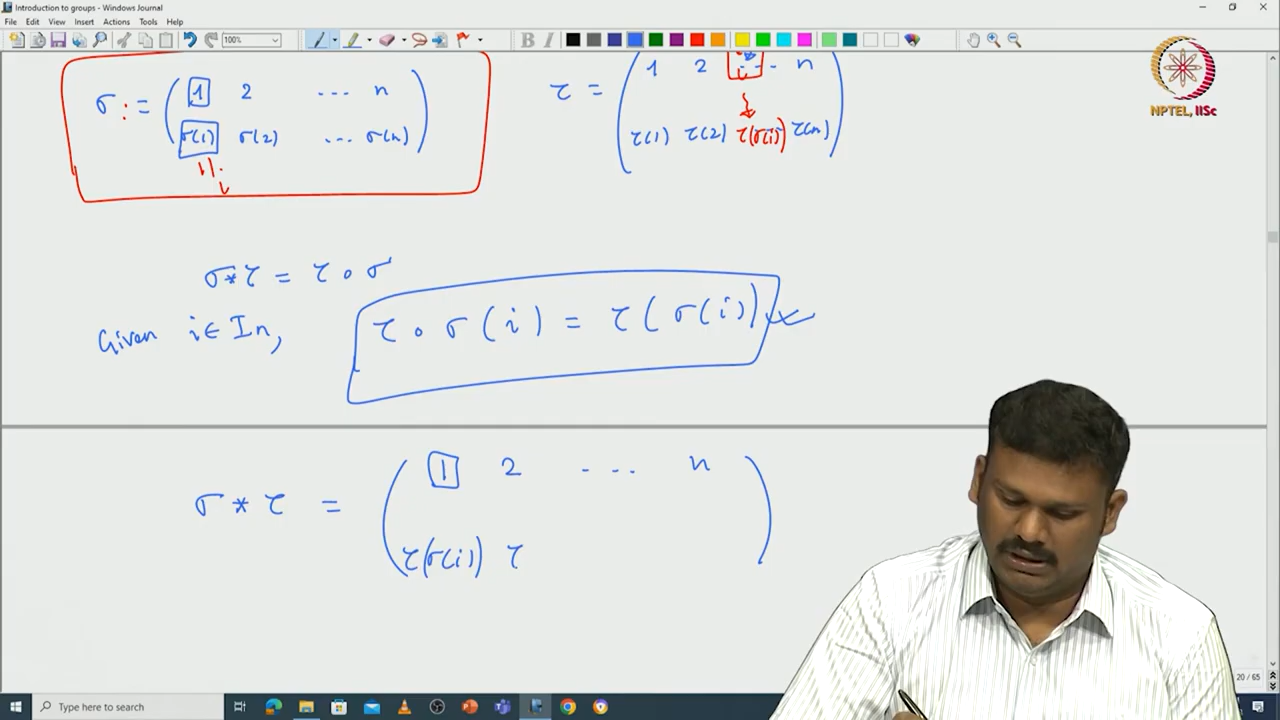 Introduction to groups - Windows Journal
File Edit View Insert Actions Tools Help
100%
B I
σ := ( 1 2 ... n
σ(1) σ(2) ... σ(n) )
τ = ( 1 2 i ... n
τ(1) τ(2) τ(σ(i)) τ(n) )
NPTEL, IISc
σ*τ = τ ∘ σ
Given i ∈ In, τ ∘ σ (i) = τ( σ(i))
σ * τ = ( 1 2 ... n
τ(σ(i)) τ )
20 / 65
Type here to search